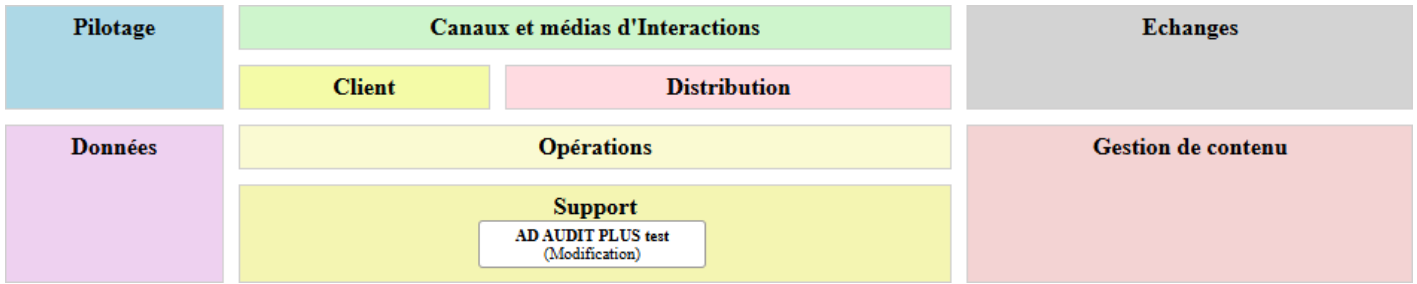 Pilotage
Canaux et médias d'Interactions
Echanges
Client
Distribution
Données
Opérations
Gestion de contenu
Support
AD AUDIT PLUS test
(Modification)